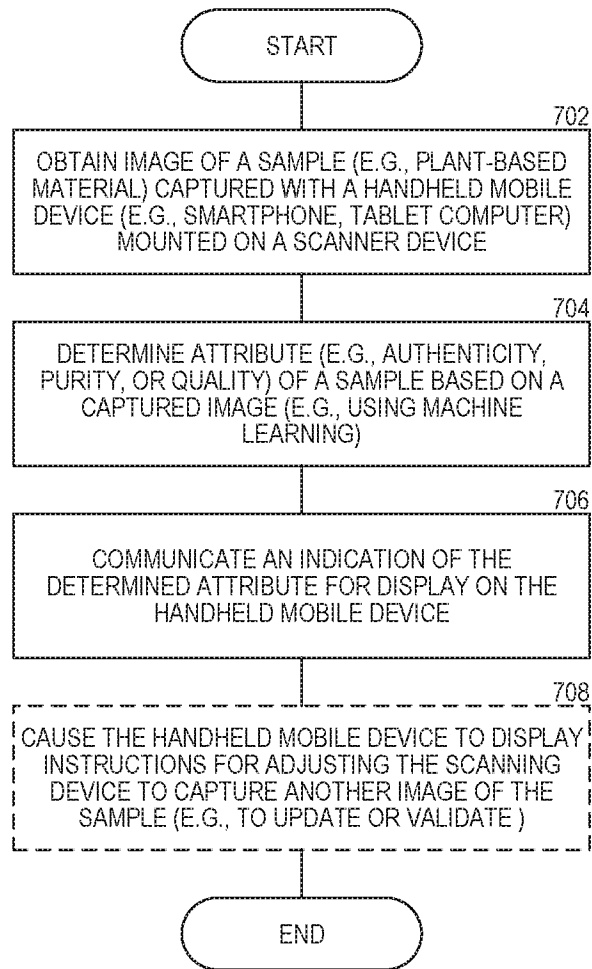 START
702
OBTAIN IMAGE OF A SAMPLE (E.G., PLANT-BASED
MATERIAL) CAPTURED WITH A HANDHELD MOBILE
DEVICE (E.G., SMARTPHONE, TABLET COMPUTER)
MOUNTED ON A SCANNER DEVICE
704
DETERMINE ATTRIBUTE (E.G., AUTHENTICITY,
PURITY, OR QUALITY) OF A SAMPLE BASED ON A
CAPTURED IMAGE (E.G., USING MACHINE
LEARNING)
706
COMMUNICATE AN INDICATION OF THE
DETERMINED ATTRIBUTE FOR DISPLAY ON THE
HANDHELD MOBILE DEVICE
708
CAUSE THE HANDHELD MOBILE DEVICE TO DISPLAY
INSTRUCTIONS FOR ADJUSTING THE SCANNING
DEVICE TO CAPTURE ANOTHER IMAGE OF THE
SAMPLE (E.G., TO UPDATE OR VALIDATE )
END